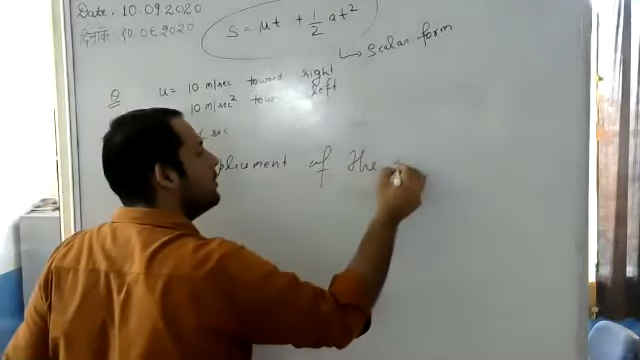 Date: 10.09.2020
दिनांक: 10.09.2020
S = ut + 1/2 at²
↳ Scalar form
Q
u = 10 m/sec toward right
10 m/sec² tow left
sec
placement of the